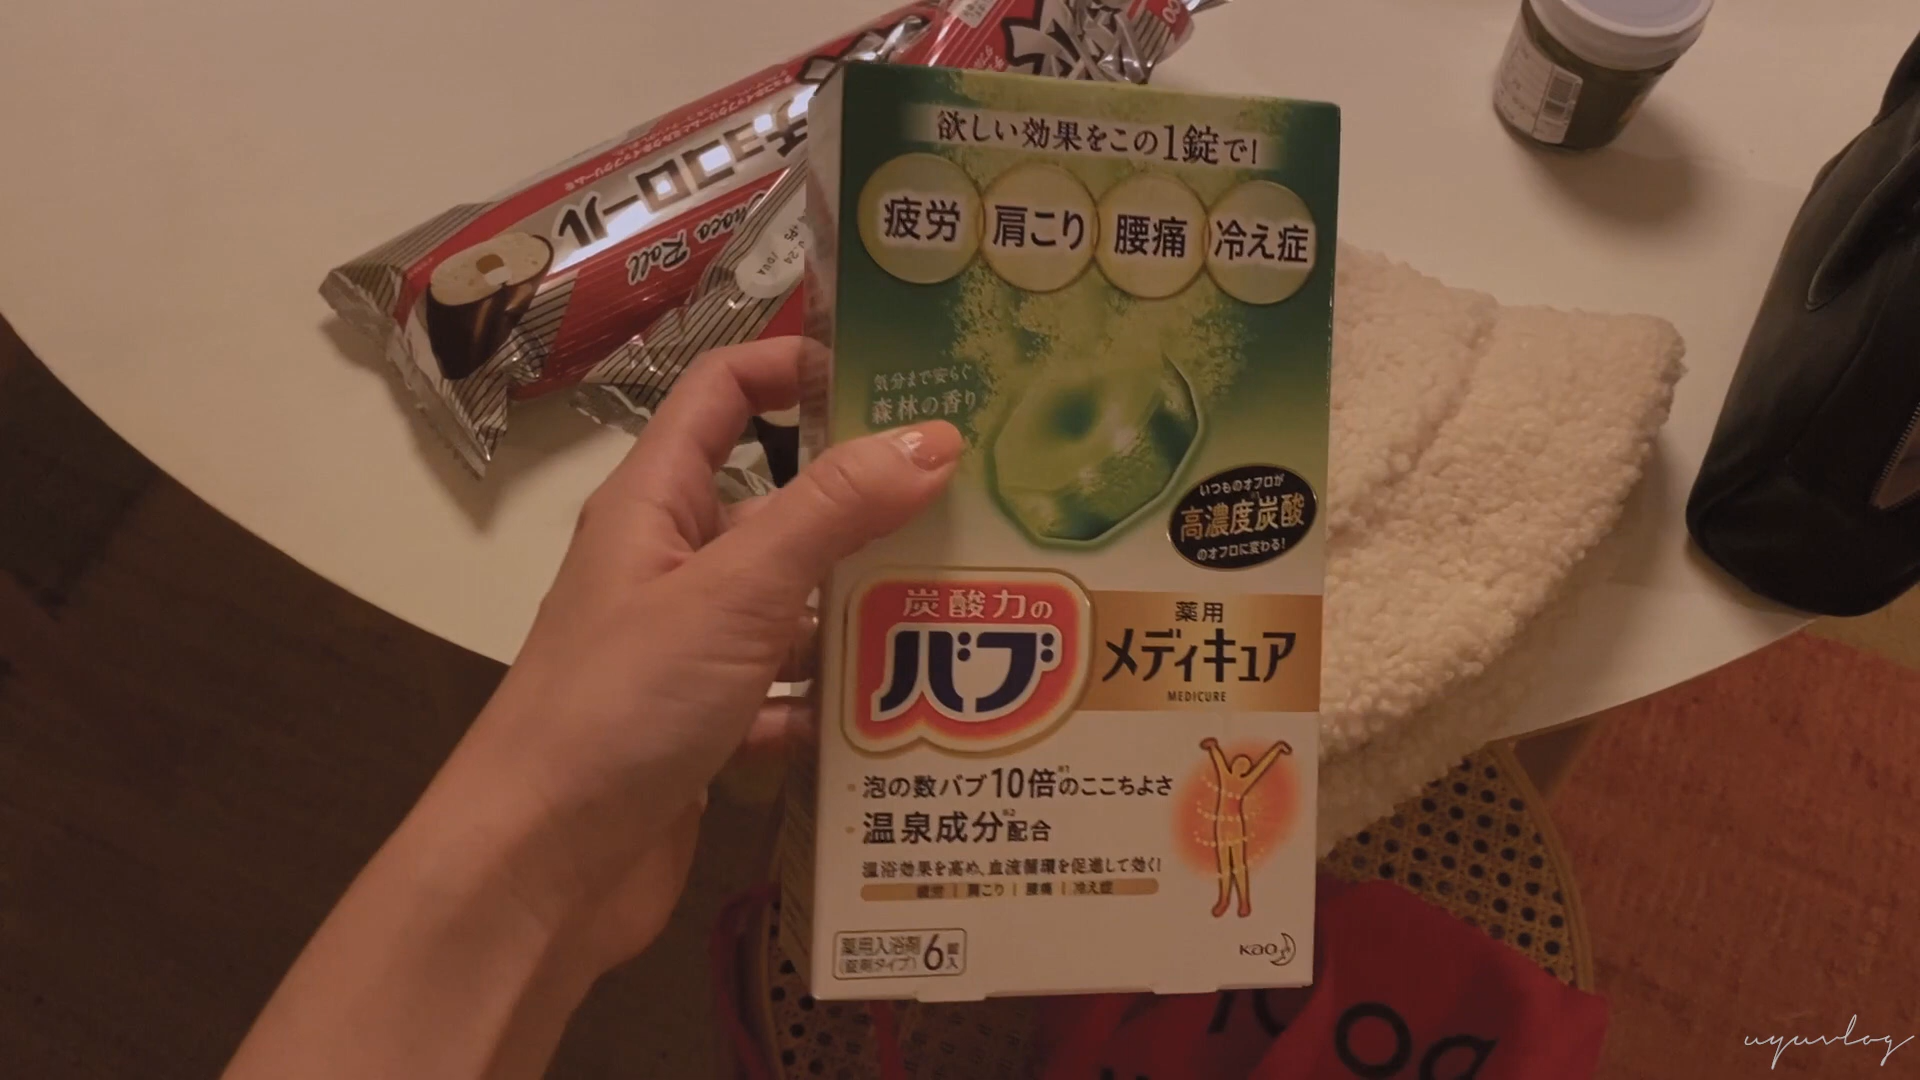 欲しい効果をこの1錠で!
疲労
肩こり
腰痛
冷え症
気分まで安らぐ
森林の香り
いつものオフロが
高濃度炭酸※1
のオフロに変わる!
炭酸力の
バブ
薬用
メディキュア
MEDICURE
泡の数バブ10倍※1のここちよさ
温泉成分※2配合
温浴効果を高め、血流循環を促進して効く!
疲労 | 肩こり | 腰痛 | 冷え症
薬用入浴剤
(錠剤タイプ)
6錠入
Kao
チョコロール
Choco Roll
uyuvlog